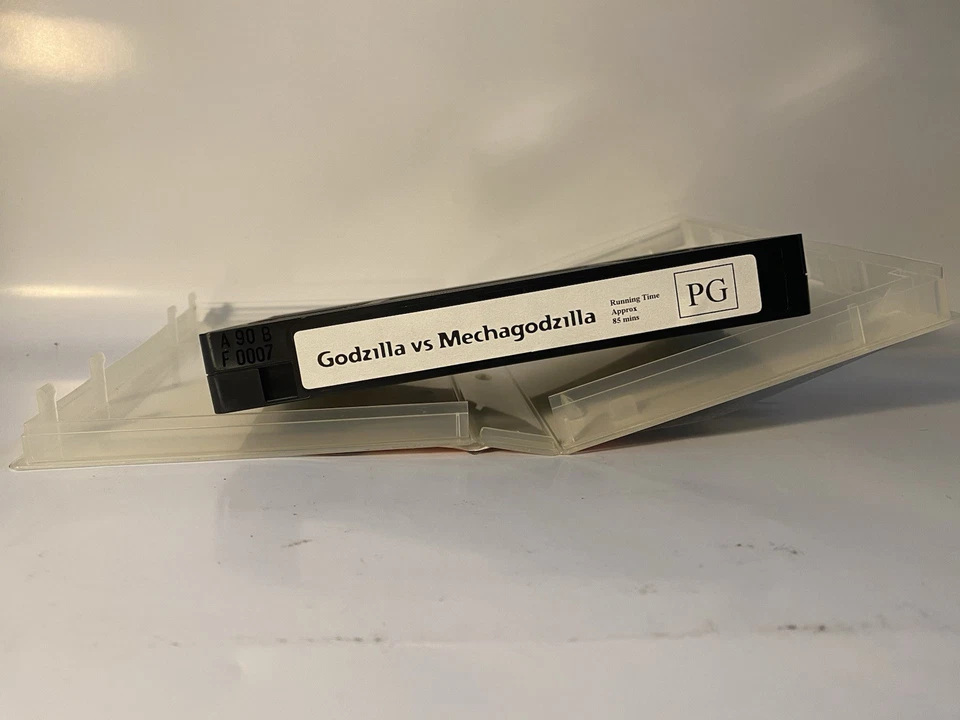 A 90 B
F 0007
Godzilla vs Mechagodzilla
Running Time
Approx
85 mins
PG